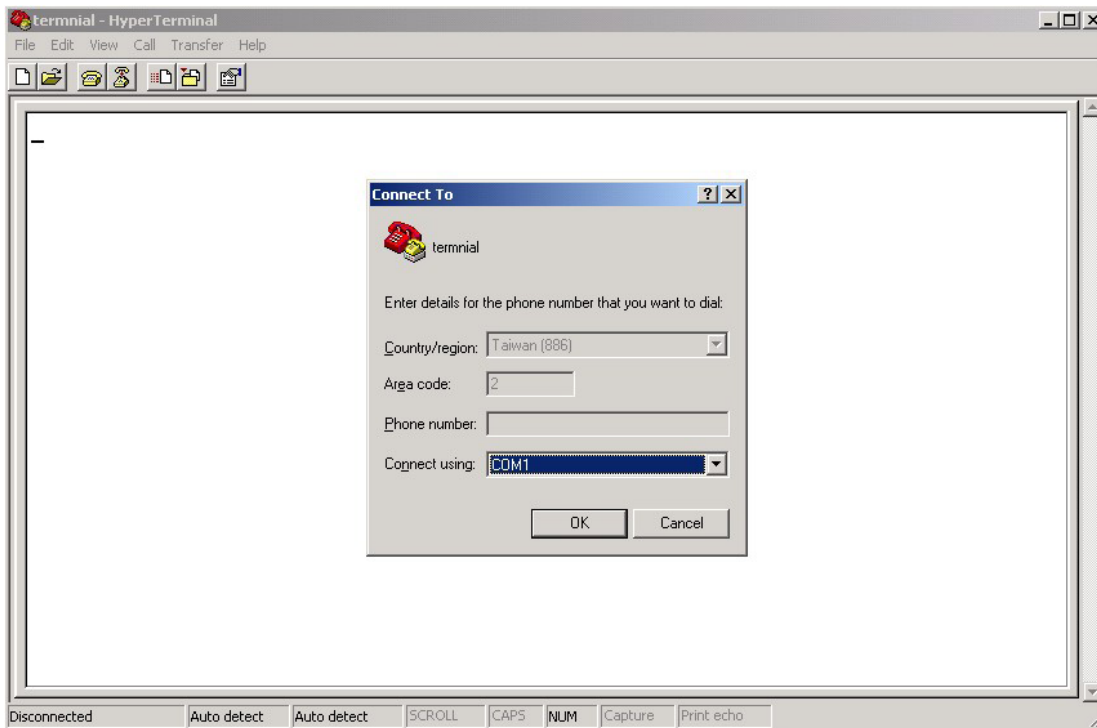 termnial - HyperTerminal
File Edit View Call Transfer Help
Connect To
termnial
Enter details for the phone number that you want to dial:
Country/region: Taiwan (886)
Area code: 2
Phone number:
Connect using: COM1
OK Cancel
Disconnected Auto detect Auto detect SCROLL CAPS NUM Capture Print echo